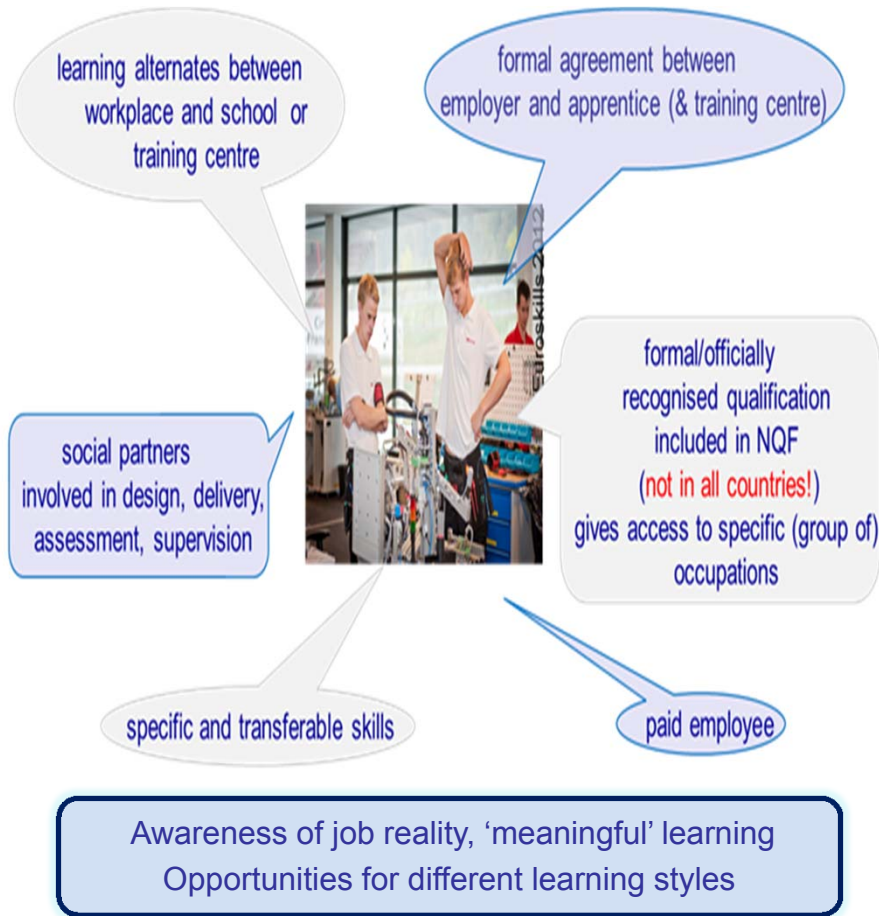 learning alternates between
workplace and school or
training centre
formal agreement between
employer and apprentice (& training centre)
Euroskills 2012
formal/officially
recognised qualification
included in NQF
(not in all countries!)
gives access to specific (group of)
occupations
social partners
involved in design, delivery,
assessment, supervision
specific and transferable skills
paid employee
Awareness of job reality, ‘meaningful’ learning
Opportunities for different learning styles